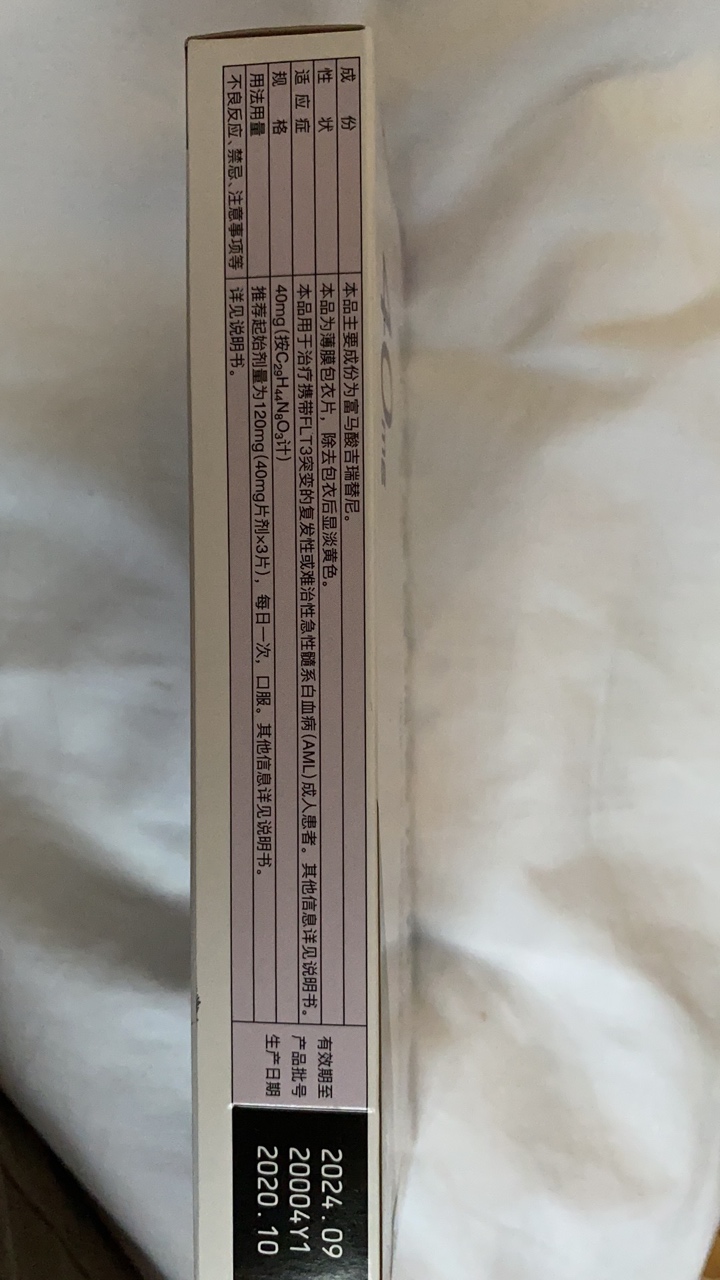 成份 本品主要成份为富马酸吉瑞替尼。
性状 本品为薄膜包衣片，除去包衣后显淡黄色。
适应症 本品用于治疗携带FLT3突变的复发性或难治性急性髓系白血病(AML)成人患者。其他信息详见说明书。
规格 40mg(按C₂₉H₄₄N₈O₃计)
用法用量 推荐起始剂量为120mg(40mg片剂×3片)，每日一次，口服。其他信息详见说明书。
不良反应、禁忌、注意事项等 详见说明书。
有效期至 2024.09
产品批号 20004Y1
生产日期 2020.10